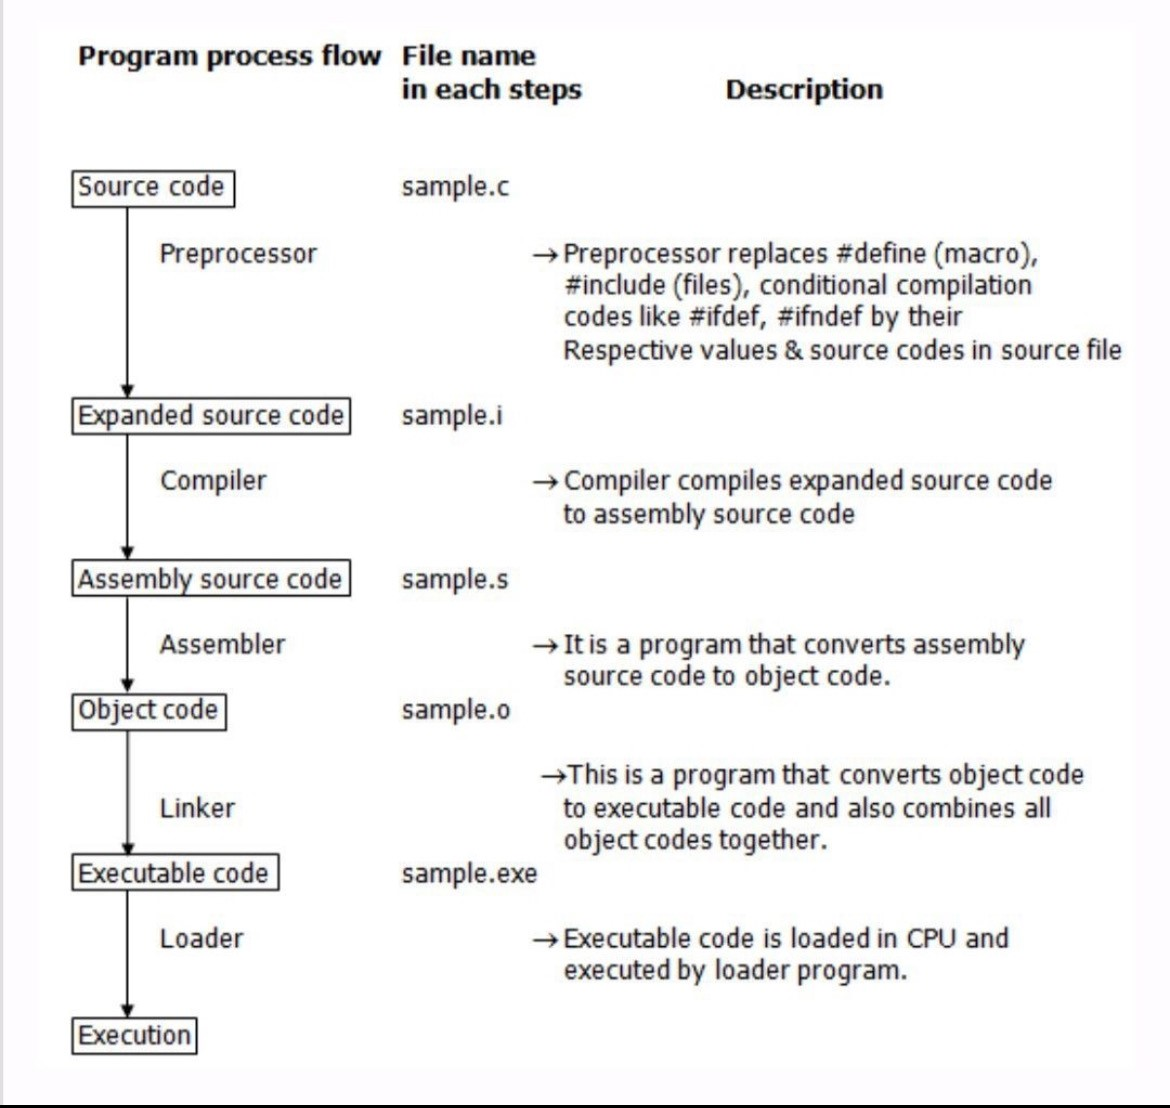 Program process flow File name
in each steps Description
Source code sample.c
Preprocessor → Preprocessor replaces #define (macro),
#include (files), conditional compilation
codes like #ifdef, #ifndef by their
Respective values & source codes in source file
Expanded source code sample.i
Compiler → Compiler compiles expanded source code
to assembly source code
Assembly source code sample.s
Assembler → It is a program that converts assembly
source code to object code.
Object code sample.o
→This is a program that converts object code
Linker to executable code and also combines all
object codes together.
Executable code sample.exe
Loader → Executable code is loaded in CPU and
executed by loader program.
Execution